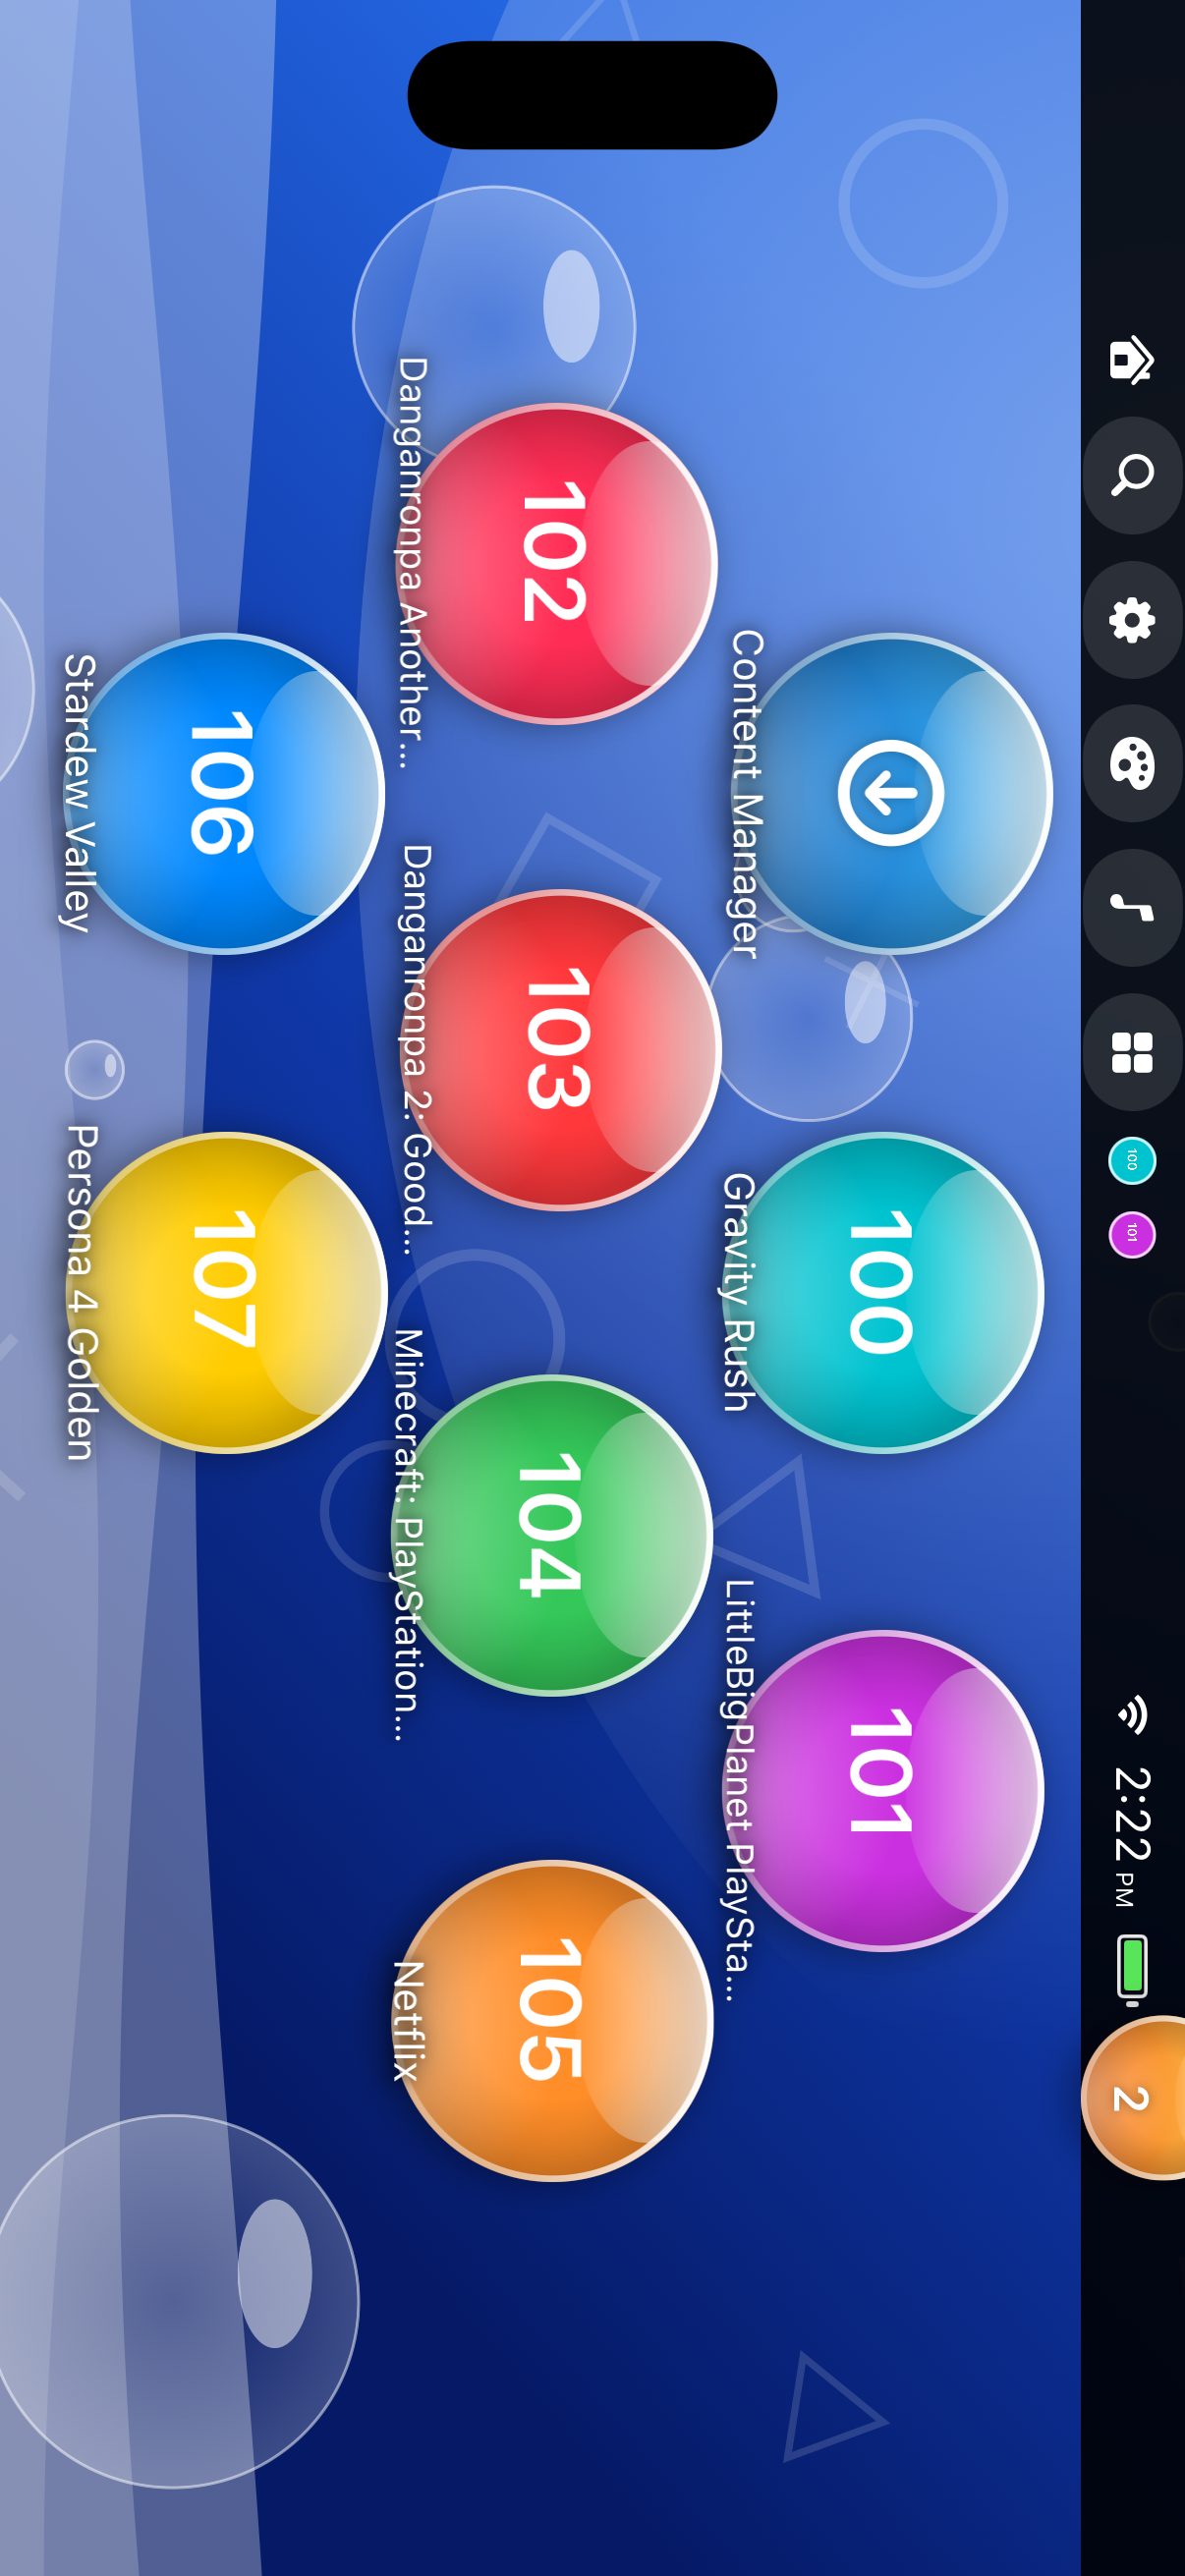 100
101
2:22 PM
2
Content Manager
100
Gravity Rush
101
LittleBigPlanet PlaySta...
102
Danganronpa Another...
103
Danganronpa 2: Good...
104
Minecraft: PlayStation...
105
Netflix
106
Stardew Valley
107
Persona 4 Golden